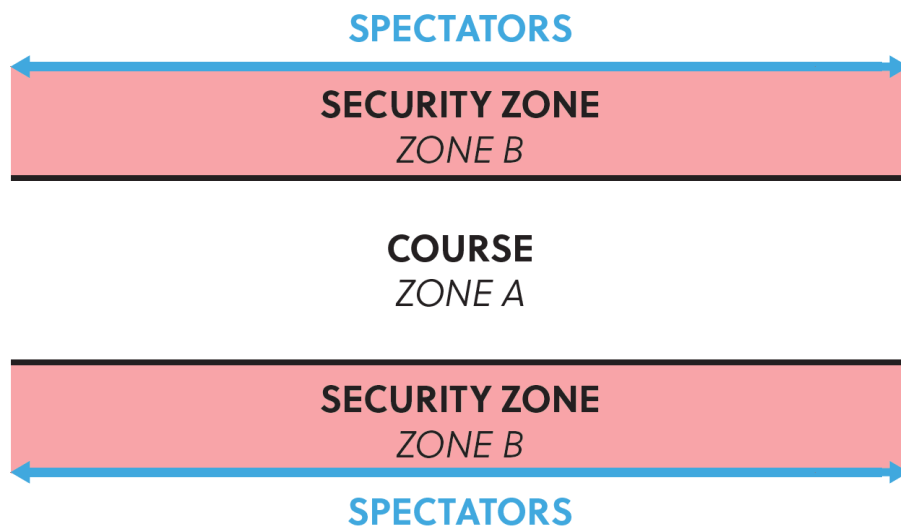 SPECTATORS
SECURITY ZONE
ZONE B
COURSE
ZONE A
SECURITY ZONE
ZONE B
SPECTATORS